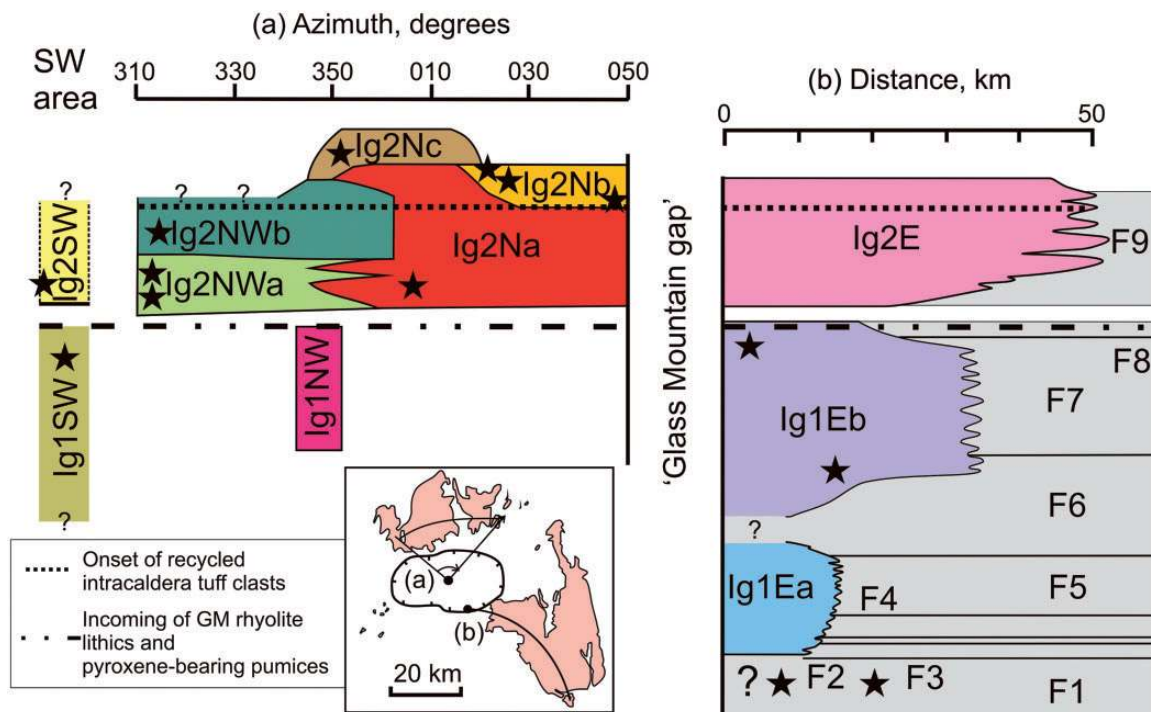 (a) Azimuth, degrees
SW
area
310 330 350 010 030 050
(b) Distance, km
0 50
?
? ?
Ig2SW
Ig2NWb
Ig2NWa
Ig2Nc
Ig2Nb
Ig2Na
Ig1SW
?
Ig1NW
'Glass Mountain gap'
Ig2E
F9
F8
F7
Ig1Eb
F6
?
Ig1Ea
F4
F5
? F2 F3
F1
Onset of recycled
intracaldera tuff clasts
Incoming of GM rhyolite
lithics and
pyroxene-bearing pumices
(a)
(b)
20 km